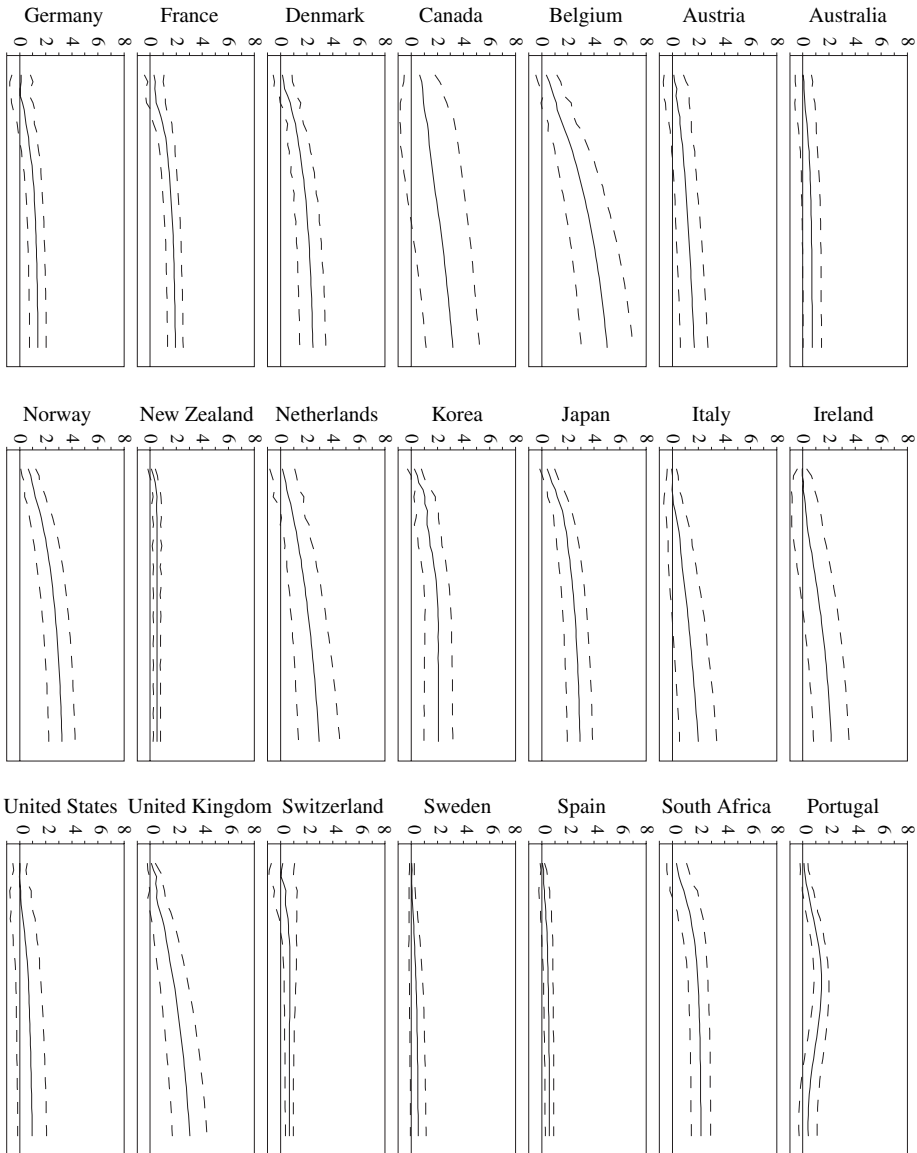 Germany France Denmark Canada Belgium Austria Australia
0 2 4 6 8 0 2 4 6 8 0 2 4 6 8 0 2 4 6 8 0 2 4 6 8 0 2 4 6 8 0 2 4 6 8
Norway New Zealand Netherlands Korea Japan Italy Ireland
0 2 4 6 8 0 2 4 6 8 0 2 4 6 8 0 2 4 6 8 0 2 4 6 8 0 2 4 6 8 0 2 4 6 8
United States United Kingdom Switzerland Sweden Spain South Africa Portugal
0 2 4 6 8 0 2 4 6 8 0 2 4 6 8 0 2 4 6 8 0 2 4 6 8 0 2 4 6 8 0 2 4 6 8